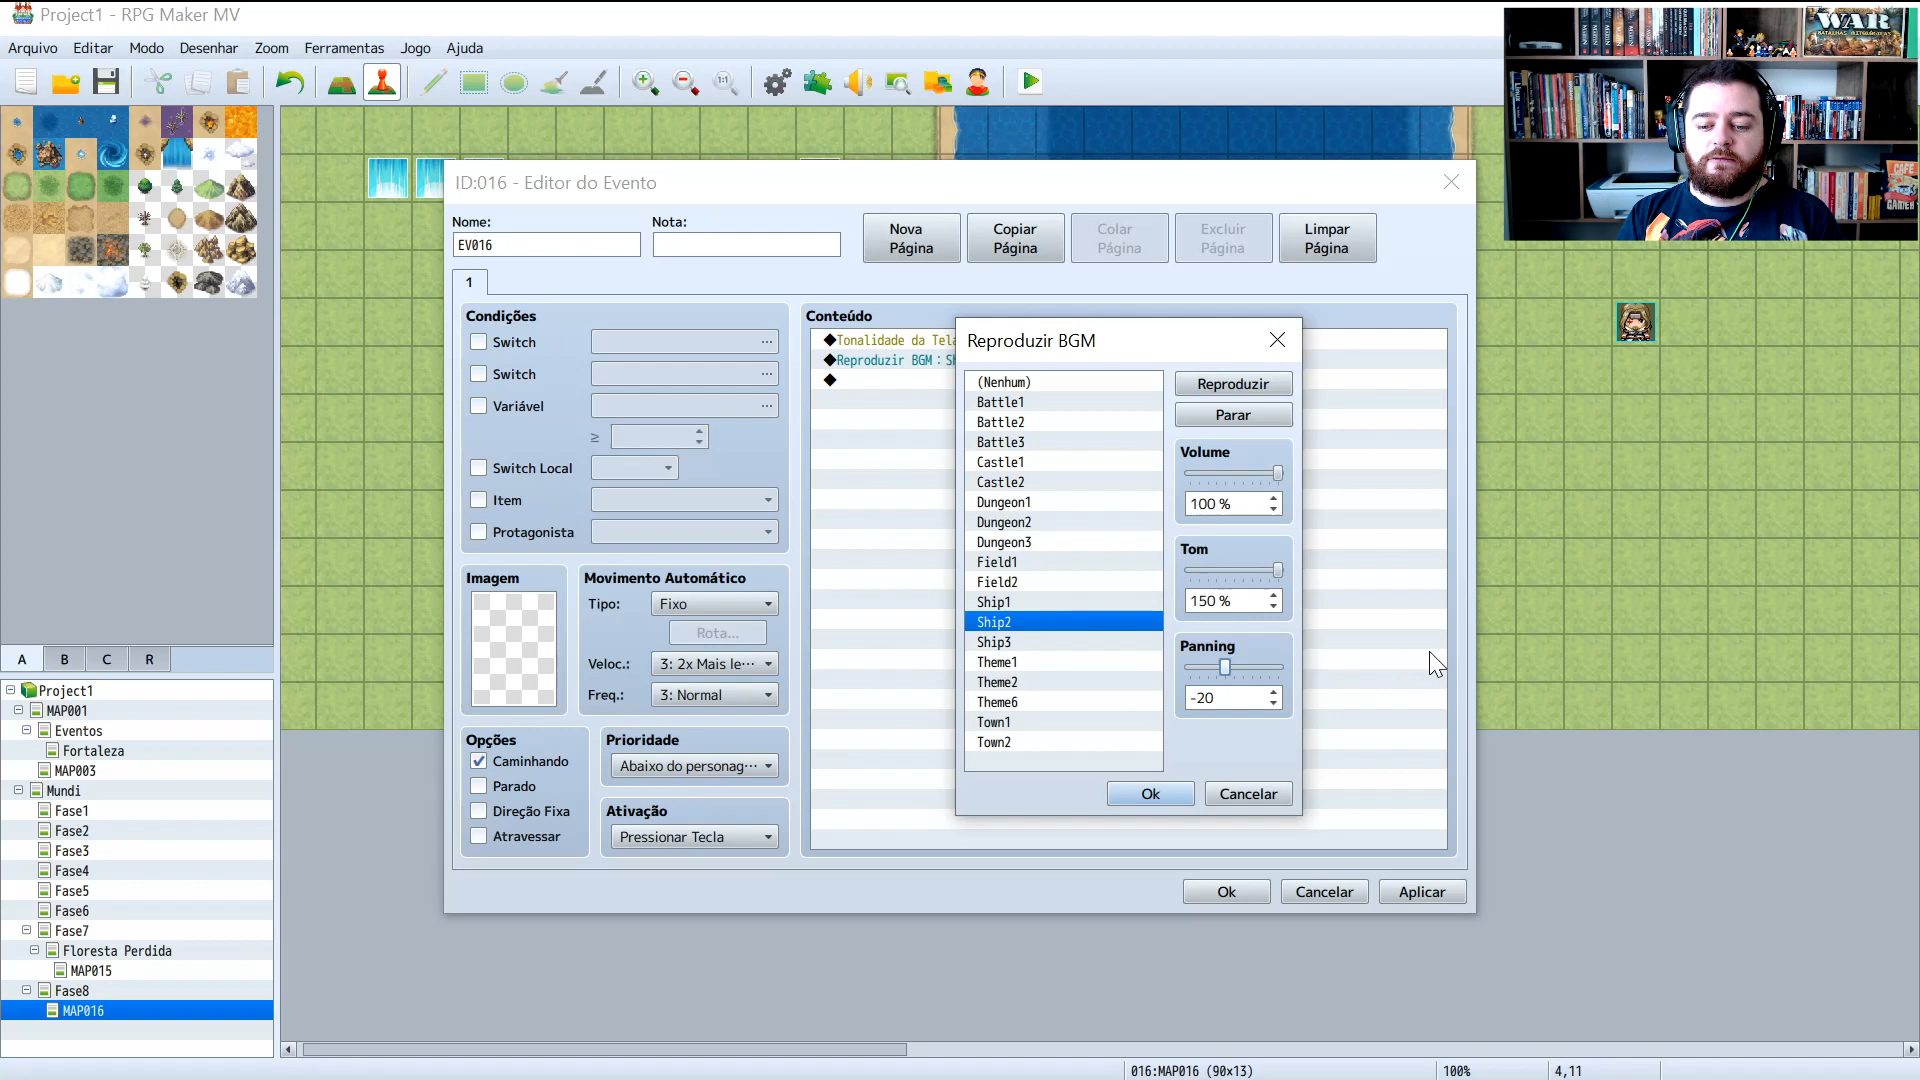 Project1 - RPG Maker MV
Arquivo Editar Modo Desenhar Zoom Ferramentas Jogo Ajuda
WAR
BATALHAS MITOLÓGICAS
CAFÉ
GAMER
ID:016 - Editor do Evento
Nome:
Nota:
EV016
Nova Página
Copiar Página
Colar Página
Excluir Página
Limpar Página
1
Condições
Switch
Switch
Variável
≥
Switch Local
Item
Protagonista
Imagem
Movimento Automático
Tipo: Fixo
Rota...
Veloc.: 3: 2x Mais le···
Freq.: 3: Normal
Opções
Caminhando
Parado
Direção Fixa
Atravessar
Prioridade
Abaixo do personag···
Ativação
Pressionar Tecla
Conteúdo
◆Tonalidade da Tela
◆Reproduzir BGM：Sh
◆
Reproduzir BGM
(Nenhum)
Battle1
Battle2
Battle3
Castle1
Castle2
Dungeon1
Dungeon2
Dungeon3
Field1
Field2
Ship1
Ship2
Ship3
Theme1
Theme2
Theme6
Town1
Town2
Reproduzir
Parar
Volume
100 %
Tom
150 %
Panning
-20
Ok
Cancelar
Ok
Cancelar
Aplicar
A B C R
Project1
MAP001
Eventos
Fortaleza
MAP003
Mundi
Fase1
Fase2
Fase3
Fase4
Fase5
Fase6
Fase7
Floresta Perdida
MAP015
Fase8
MAP016
016:MAP016 (90x13)
100%
4,11